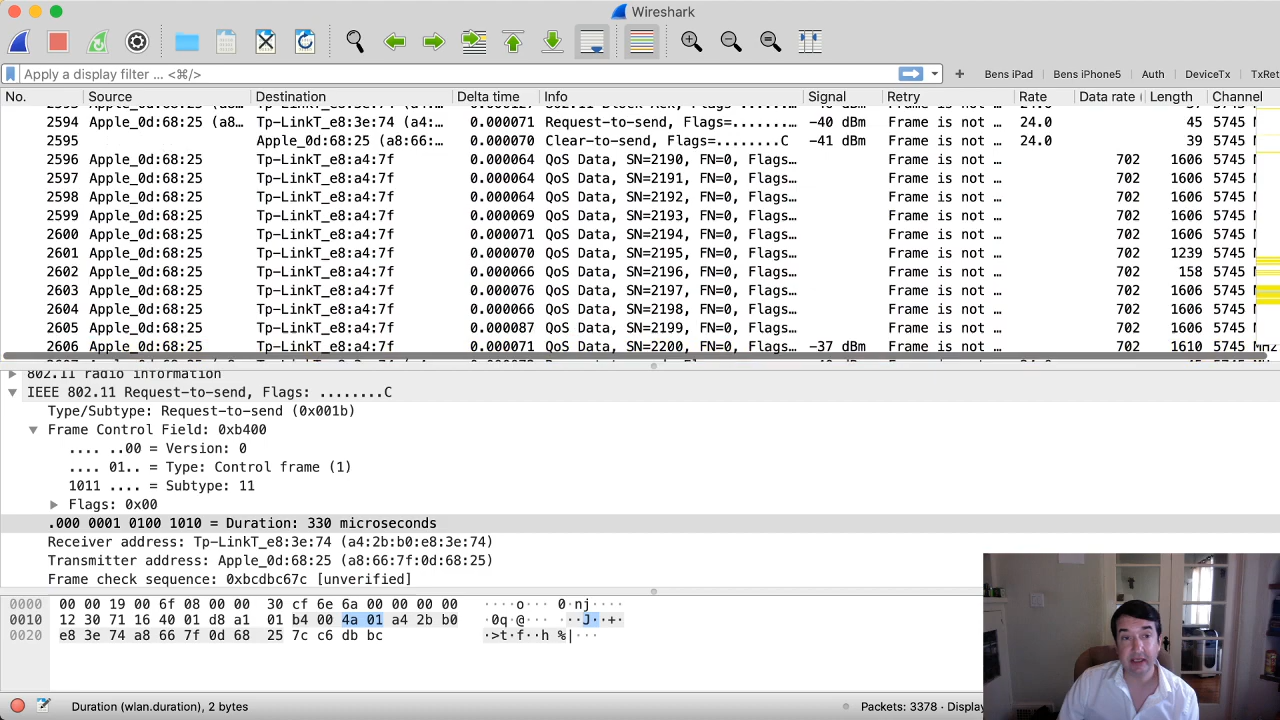 Wireshark
Apply a display filter ... <⌘/>
+ Bens iPad Bens iPhone5 Auth DeviceTx TxRet
No. Source Destination Delta time Info Signal Retry Rate Data rate ( Length Channel
2594 Apple_0d:68:25 (a8… Tp-LinkT_e8:3e:74 (a4:… 0.000071 Request-to-send, Flags=........ −40 dBm Frame is not … 24.0 45 5745
2595 Apple_0d:68:25 (a8:66:… 0.000070 Clear-to-send, Flags=........C −41 dBm Frame is not … 24.0 39 5745
2596 Apple_0d:68:25 Tp-LinkT_e8:a4:7f 0.000064 QoS Data, SN=2190, FN=0, Flags… Frame is not … 702 1606 5745
2597 Apple_0d:68:25 Tp-LinkT_e8:a4:7f 0.000064 QoS Data, SN=2191, FN=0, Flags… Frame is not … 702 1606 5745
2598 Apple_0d:68:25 Tp-LinkT_e8:a4:7f 0.000064 QoS Data, SN=2192, FN=0, Flags… Frame is not … 702 1606 5745
2599 Apple_0d:68:25 Tp-LinkT_e8:a4:7f 0.000069 QoS Data, SN=2193, FN=0, Flags… Frame is not … 702 1606 5745
2600 Apple_0d:68:25 Tp-LinkT_e8:a4:7f 0.000071 QoS Data, SN=2194, FN=0, Flags… Frame is not … 702 1606 5745
2601 Apple_0d:68:25 Tp-LinkT_e8:a4:7f 0.000070 QoS Data, SN=2195, FN=0, Flags… Frame is not … 702 1239 5745
2602 Apple_0d:68:25 Tp-LinkT_e8:a4:7f 0.000066 QoS Data, SN=2196, FN=0, Flags… Frame is not … 702 158 5745
2603 Apple_0d:68:25 Tp-LinkT_e8:a4:7f 0.000076 QoS Data, SN=2197, FN=0, Flags… Frame is not … 702 1606 5745
2604 Apple_0d:68:25 Tp-LinkT_e8:a4:7f 0.000066 QoS Data, SN=2198, FN=0, Flags… Frame is not … 702 1606 5745
2605 Apple_0d:68:25 Tp-LinkT_e8:a4:7f 0.000087 QoS Data, SN=2199, FN=0, Flags… Frame is not … 702 1606 5745
2606 Apple_0d:68:25 Tp-LinkT_e8:a4:7f 0.000071 QoS Data, SN=2200, FN=0, Flags… −37 dBm Frame is not … 702 1610 5745 MHz
802.11 radio information
IEEE 802.11 Request-to-send, Flags: ........C
Type/Subtype: Request-to-send (0x001b)
Frame Control Field: 0xb400
.... ..00 = Version: 0
.... 01.. = Type: Control frame (1)
1011 .... = Subtype: 11
Flags: 0x00
.000 0001 0100 1010 = Duration: 330 microseconds
Receiver address: Tp-LinkT_e8:3e:74 (a4:2b:b0:e8:3e:74)
Transmitter address: Apple_0d:68:25 (a8:66:7f:0d:68:25)
Frame check sequence: 0xbcdbc67c [unverified]
0000 00 00 19 00 6f 08 00 00 30 cf 6e 6a 00 00 00 00 ····o··· 0·nj····
0010 12 30 71 16 40 01 d8 a1 01 b4 00 4a 01 a4 2b b0 ·0q·@··· ···J··+·
0020 e8 3e 74 a8 66 7f 0d 68 25 7c c6 db bc ·>t·f··h %|···
Duration (wlan.duration), 2 bytes
Packets: 3378 · Display